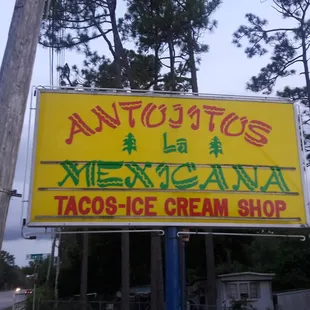 ANTOJITOS
La
MEXICANA
TACOS-ICE CREAM SHOP